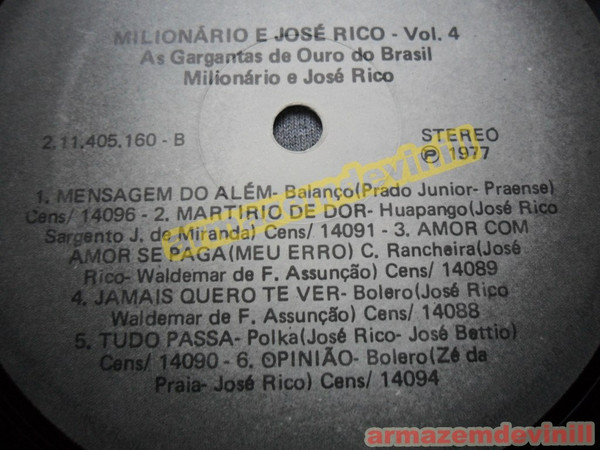 MILIONÁRIO E JOSÉ RICO - Vol. 4
As Gargantas de Ouro do Brasil
Milionário e José Rico
2.11.405.160 - B
STEREO
Ⓟ 1977
1. MENSAGEM DO ALÉM- Balanço(Prado Junior- Praense)
Cens/ 14096 - 2. MARTIRIO DE DOR- Huapango(José Rico
Sargento J. de Miranda) Cens/ 14091 - 3. AMOR COM
AMOR SE PAGA(MEU ERRO) C. Rancheira(José
Rico- Waldemar de F. Assunção) Cens/ 14089
4. JAMAIS QUERO TE VER- Bolero(José Rico
Waldemar de F. Assunção) Cens/ 14088
5. TUDO PASSA- Polka(José Rico- José Bettio)
Cens/ 14090 - 6. OPINIÃO- Bolero(Zé da
Praia- José Rico) Cens/ 14094
armazemdevinill
armazemdevinill